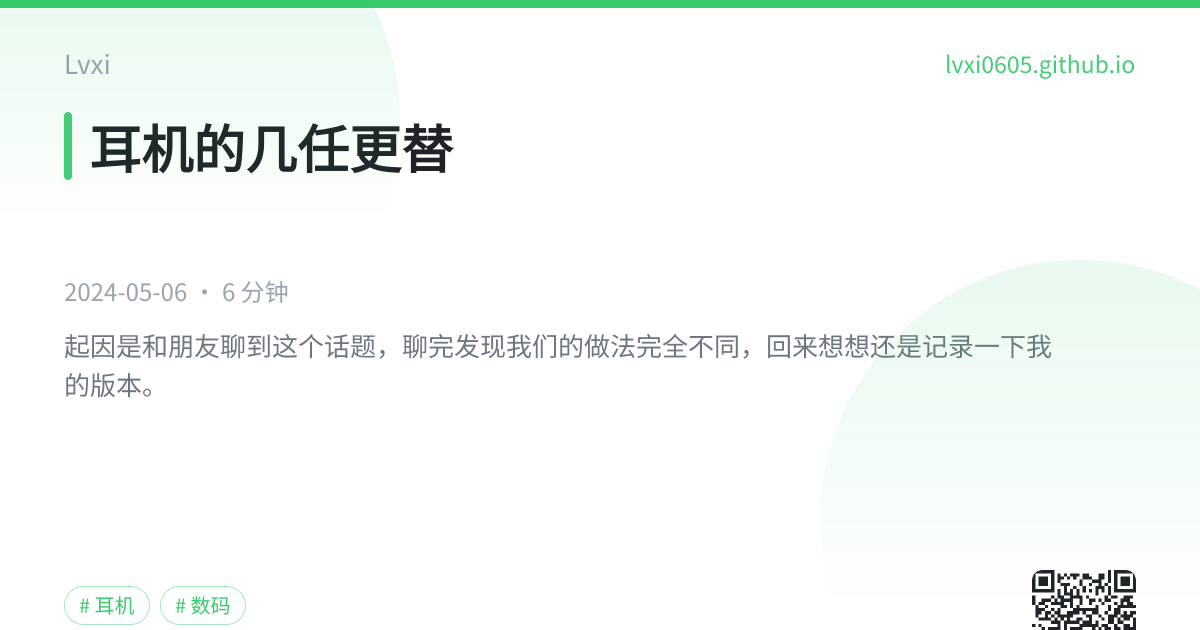 Lvxi
lvxi0605.github.io
耳机的几任更替
2024-05-06 · 6 分钟
起因是和朋友聊到这个话题，聊完发现我们的做法完全不同，回来想想还是记录一下我
的版本。
# 耳机
# 数码